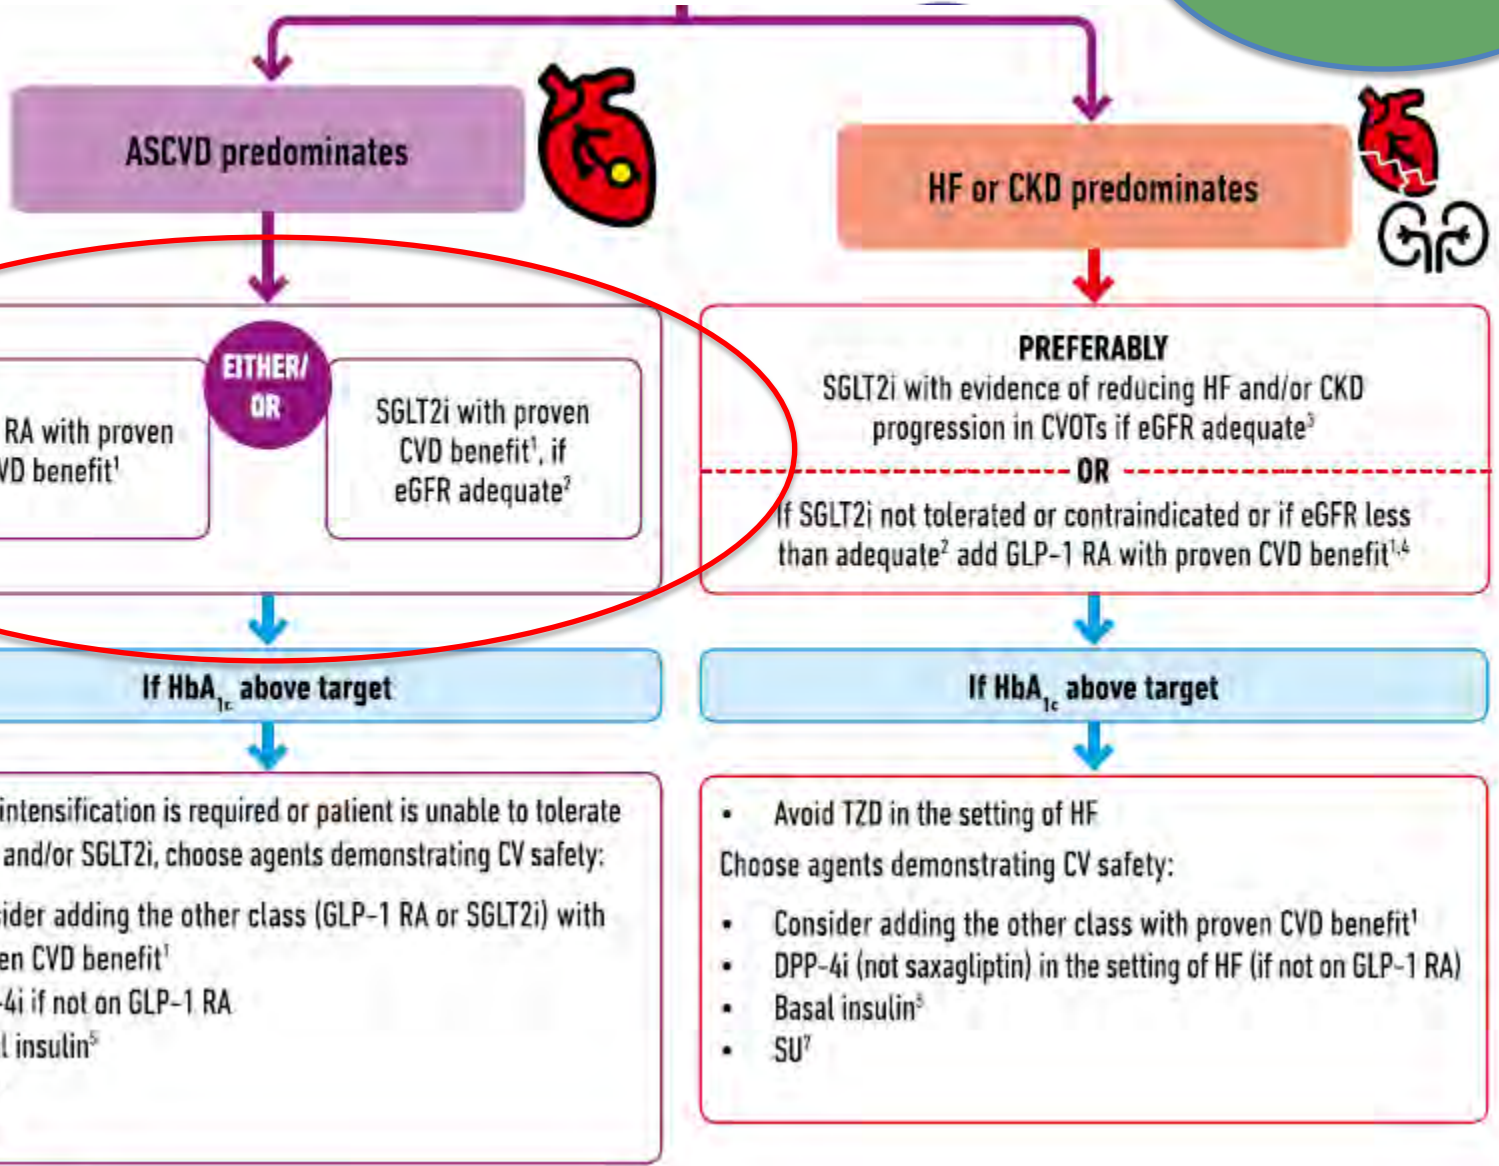 ASCVD predominates
HF or CKD predominates
EITHER/
OR
RA with proven
VD benefit¹
SGLT2i with proven
CVD benefit¹, if
eGFR adequate²
PREFERABLY
SGLT2i with evidence of reducing HF and/or CKD
progression in CVOTs if eGFR adequate³
OR
If SGLT2i not tolerated or contraindicated or if eGFR less
than adequate² add GLP-1 RA with proven CVD benefit¹,⁴
If HbA₁c above target
If HbA₁c above target
intensification is required or patient is unable to tolerate
and/or SGLT2i, choose agents demonstrating CV safety:
ider adding the other class (GLP-1 RA or SGLT2i) with
en CVD benefit¹
-4i if not on GLP-1 RA
l insulin⁵
• Avoid TZD in the setting of HF
Choose agents demonstrating CV safety:
• Consider adding the other class with proven CVD benefit¹
• DPP-4i (not saxagliptin) in the setting of HF (if not on GLP-1 RA)
• Basal insulin⁵
• SU⁷